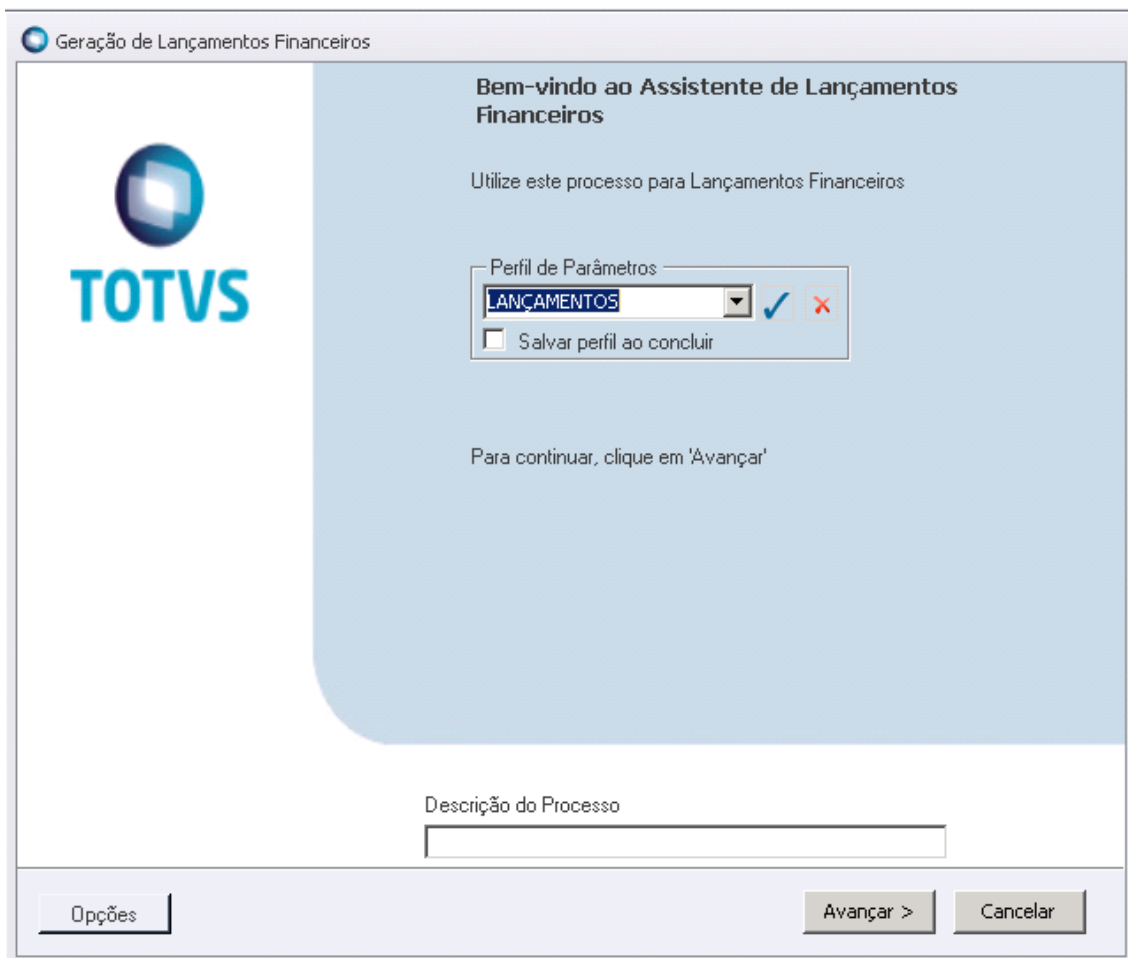 Geração de Lançamentos Financeiros
Bem-vindo ao Assistente de Lançamentos
Financeiros
Utilize este processo para Lançamentos Financeiros
TOTVS
Perfil de Parâmetros
LANÇAMENTOS
Salvar perfil ao concluir
Para continuar, clique em 'Avançar'
Descrição do Processo
Opções
Avançar >
Cancelar